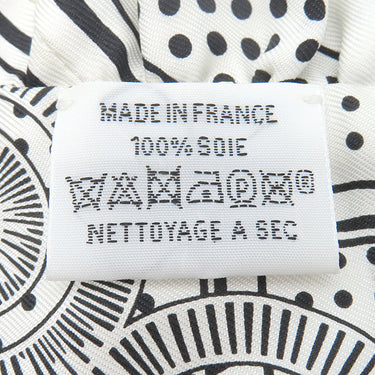 MADE IN FRANCE
100% SOIE
P
NETTOYAGE A SEC